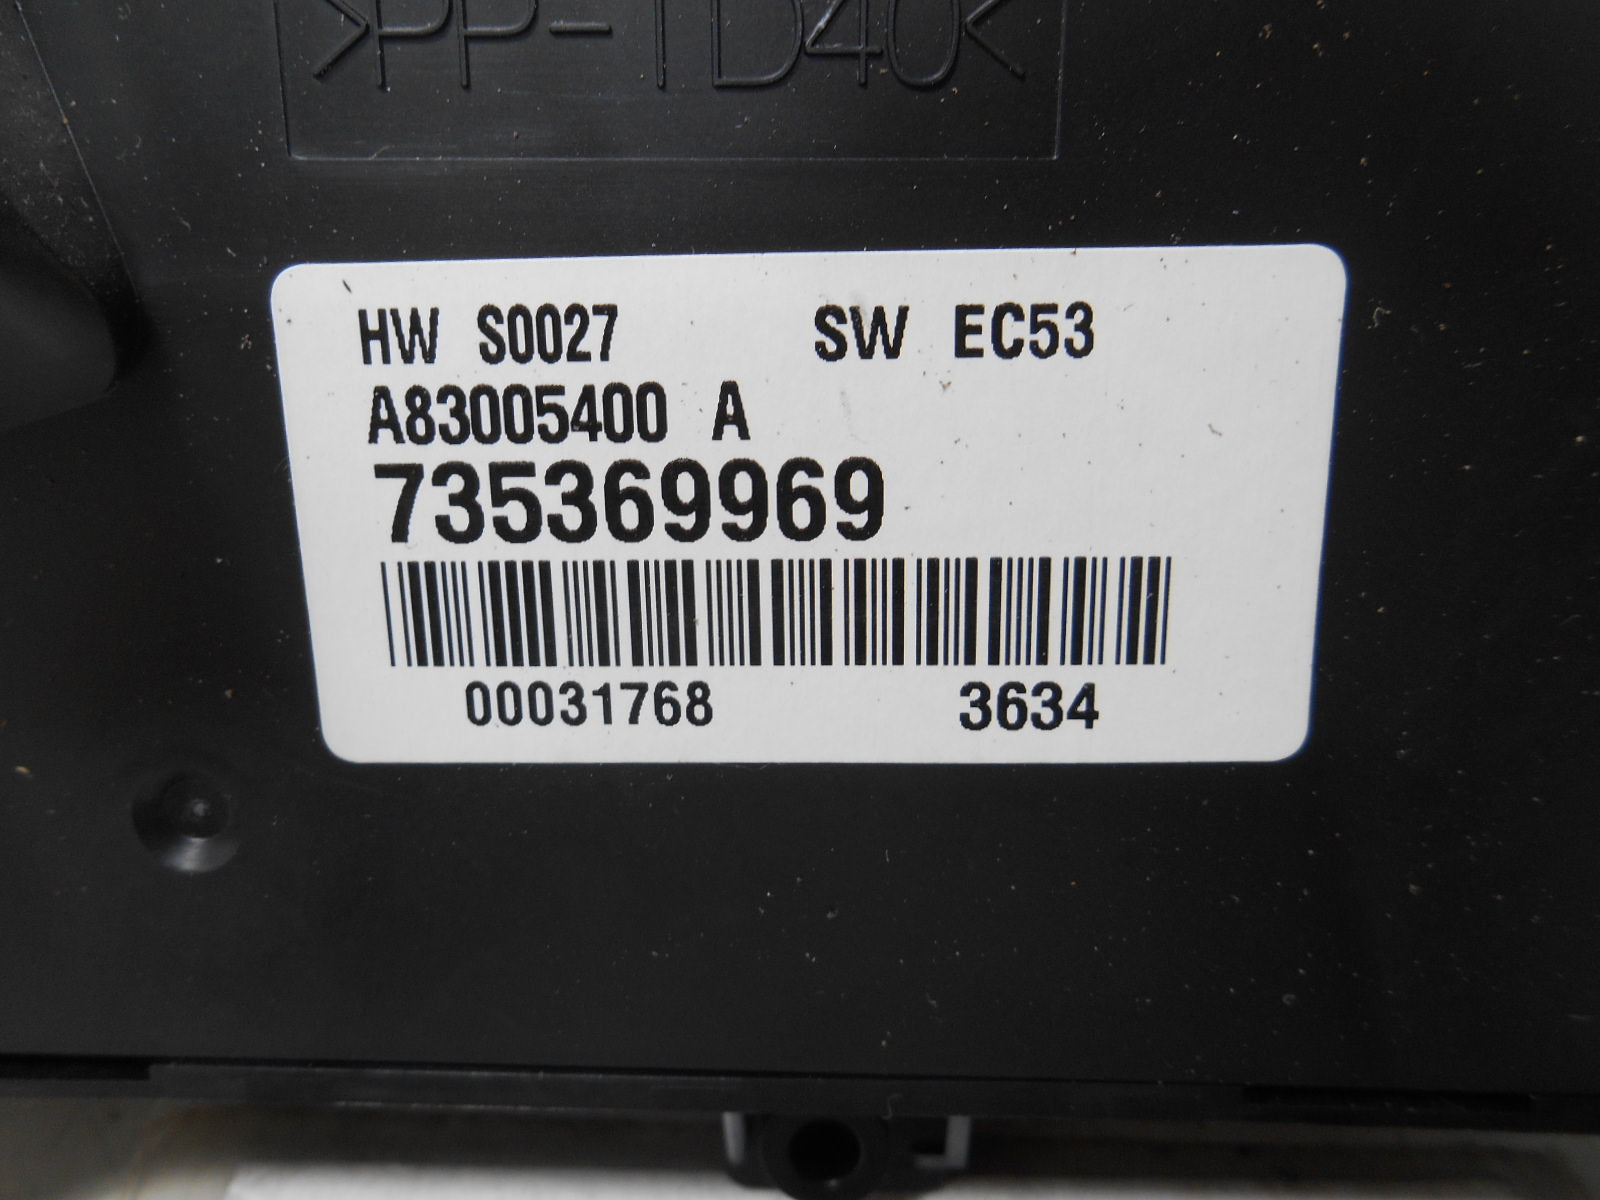 >PP-TD40<
HW S0027 SW EC53
A83005400 A
735369969
00031768 3634